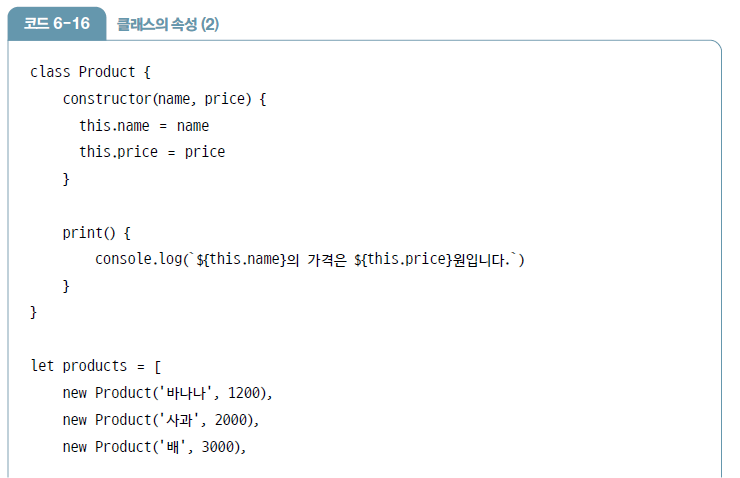 코드 6-16 클래스의 속성 (2)
class Product {
    constructor(name, price) {
      this.name = name
      this.price = price
    }
    print() {
        console.log(`${this.name}의 가격은 ${this.price}원입니다.`)
    }
}
let products = [
    new Product('바나나', 1200),
    new Product('사과', 2000),
    new Product('배', 3000),